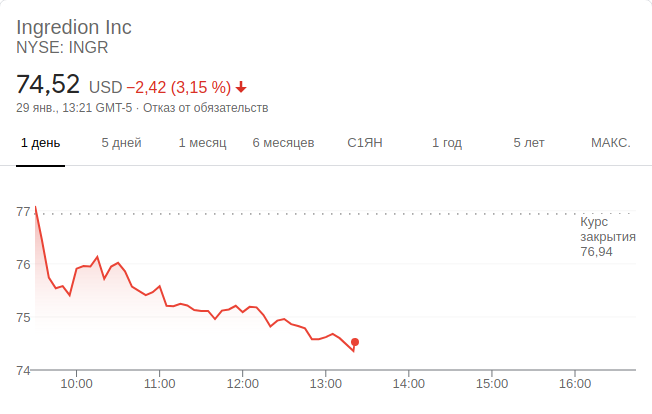 Ingredion Inc
NYSE: INGR
74,52 USD −2,42 (3,15 %)
29 янв., 13:21 GMT-5 · Отказ от обязательств
1 день 5 дней 1 месяц 6 месяцев С1ЯН 1 год 5 лет МАКС.
77
Курс
закрытия
76,94
76
75
74
10:00 11:00 12:00 13:00 14:00 15:00 16:00